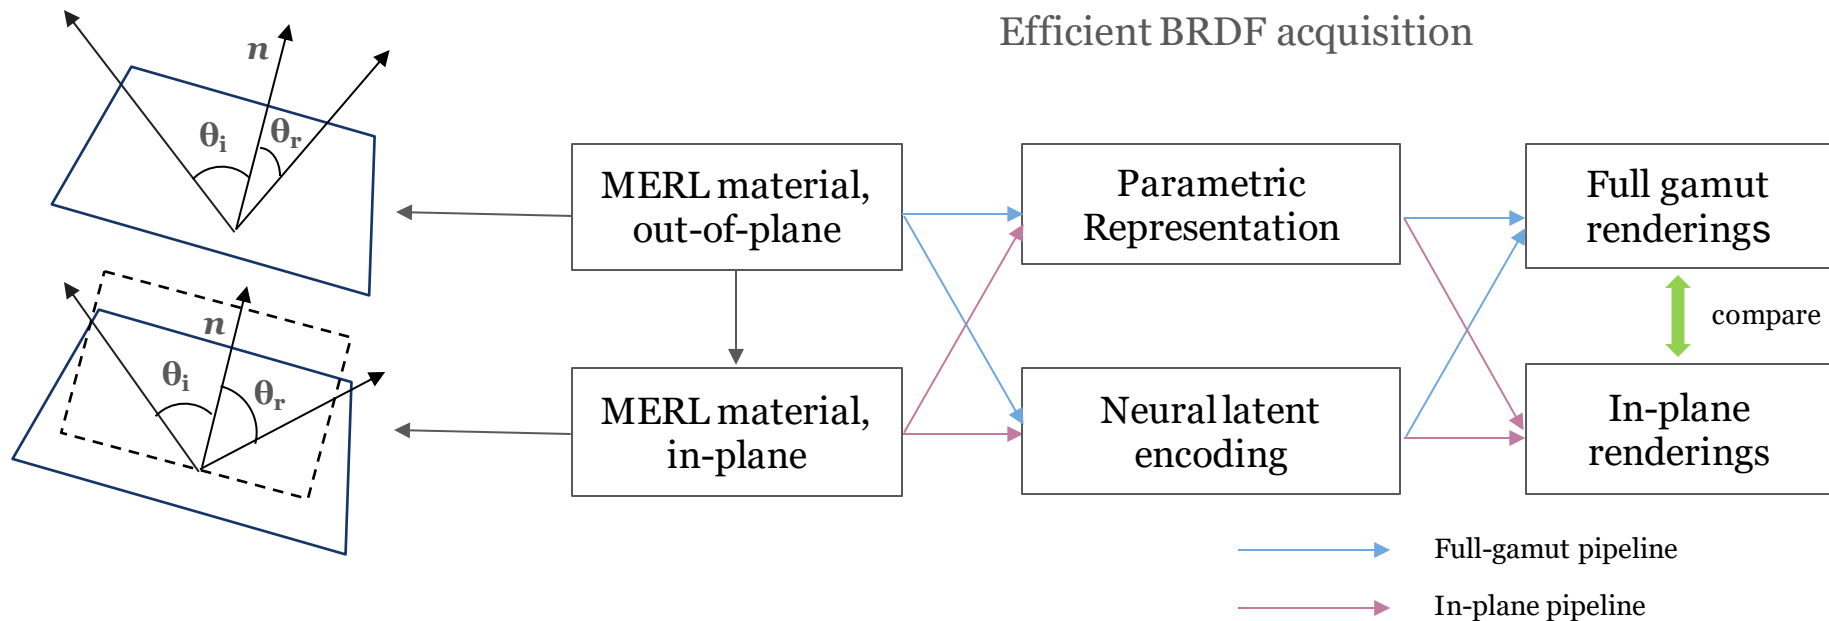 Efficient BRDF acquisition
n
θi
θr
MERL material,
out-of-plane
Parametric
Representation
Full gamut
renderings
compare
n
θi
θr
MERL material,
in-plane
Neural latent
encoding
In-plane
renderings
Full-gamut pipeline
In-plane pipeline